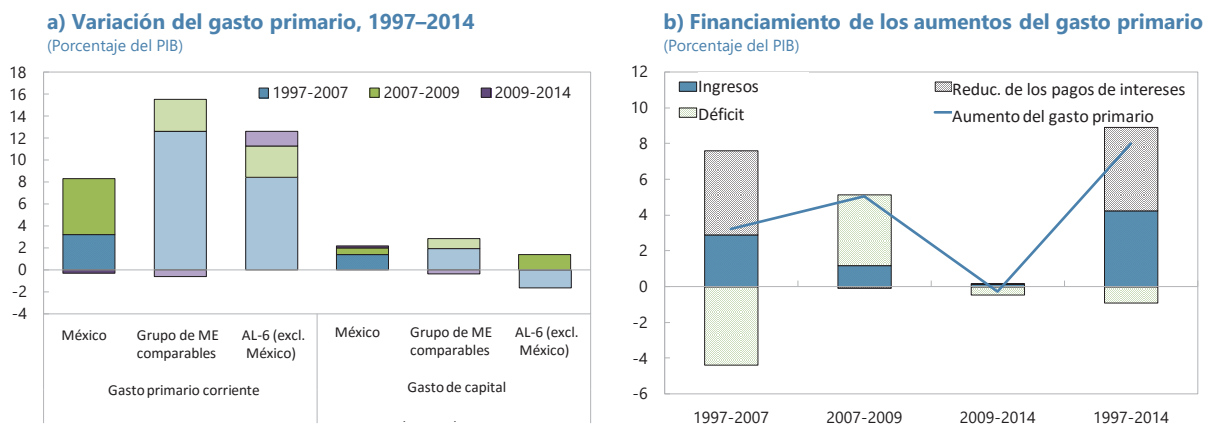 a) Variación del gasto primario, 1997–2014
(Porcentaje del PIB)
18
16
14
12
10
8
6
4
2
0
-2
-4
1997-2007
2007-2009
2009-2014
México
Grupo de ME
comparables
AL-6 (excl.
México)
México
Grupo de ME
comparables
AL-6 (excl.
México)
Gasto primario corriente
Gasto de capital
b) Financiamiento de los aumentos del gasto primario
(Porcentaje del PIB)
12
10
8
6
4
2
0
-2
-4
-6
Ingresos
Reduc. de los pagos de intereses
Déficit
Aumento del gasto primario
1997-2007
2007-2009
2009-2014
1997-2014